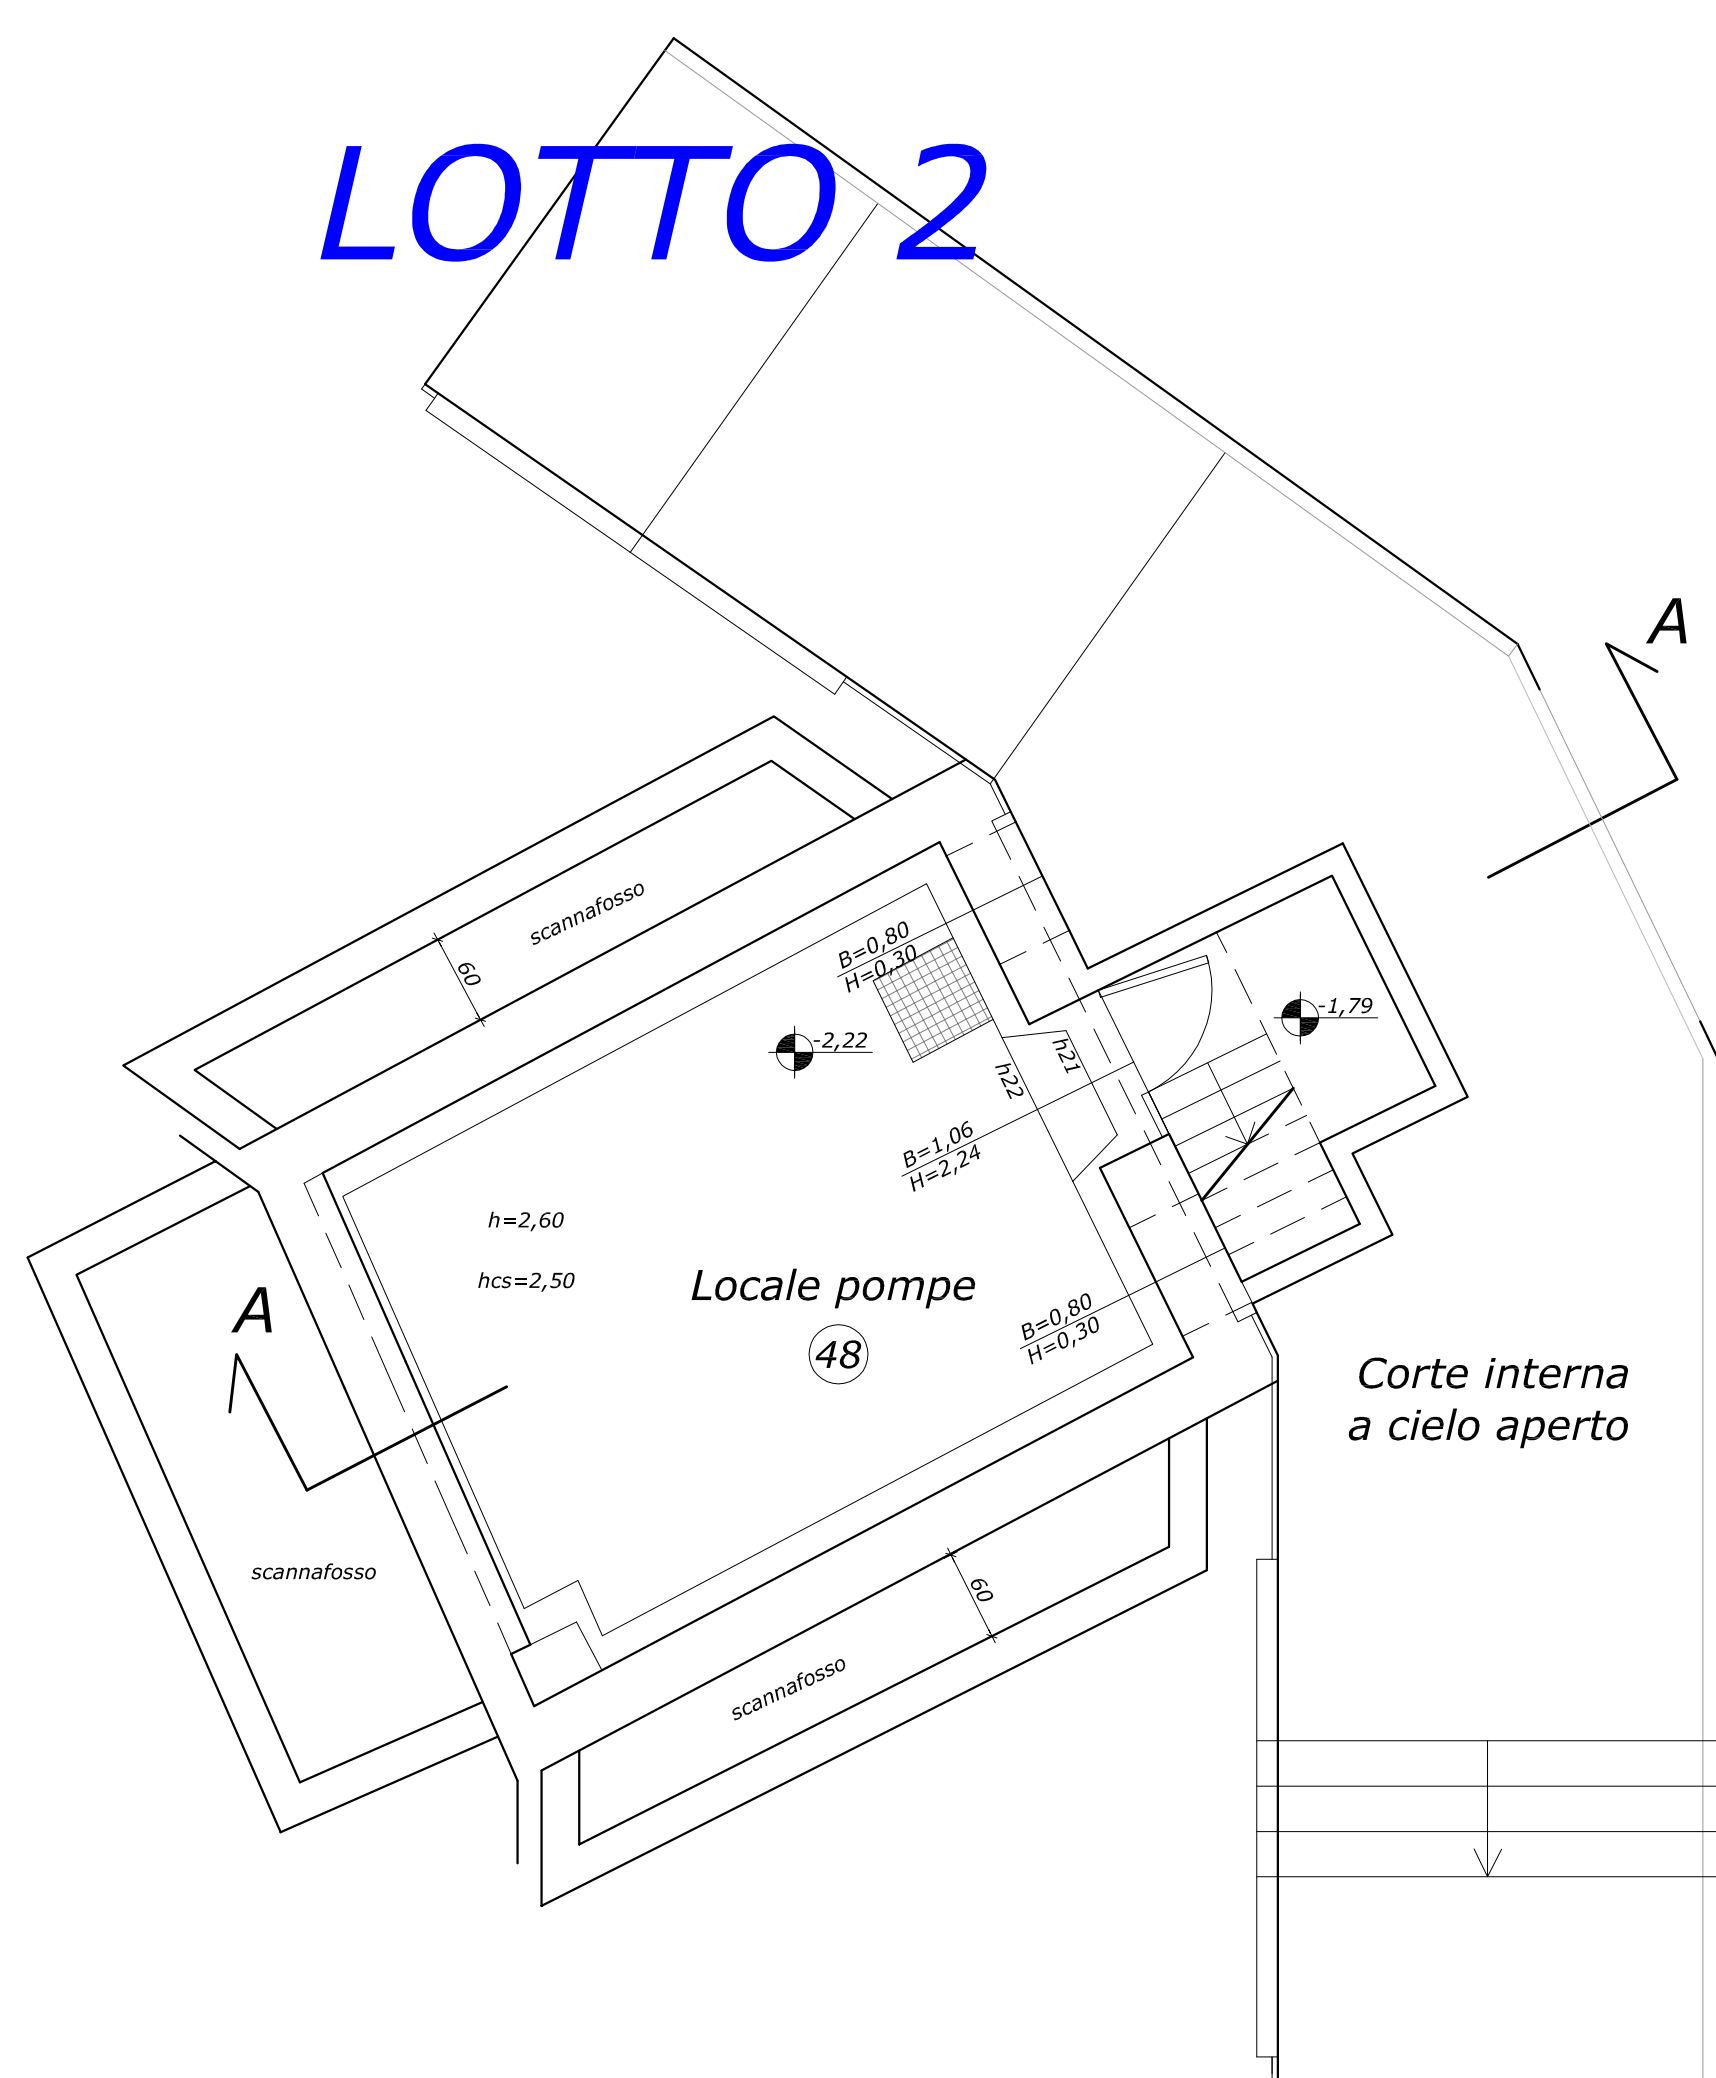 LOTTO 2
A
scannafosso
60
B=0,80
H=0,30
-2,22
-1,79
h21
h22
B=1,06
H=2,24
h=2,60
hcs=2,50
Locale pompe
48
A
B=0,80
H=0,30
Corte interna
a cielo aperto
scannafosso
60
scannafosso